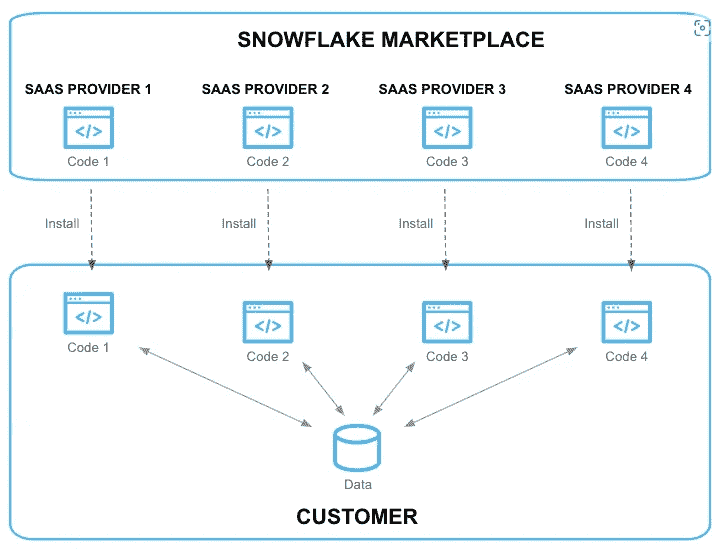 SNOWFLAKE MARKETPLACE
SAAS PROVIDER 1
SAAS PROVIDER 2
SAAS PROVIDER 3
SAAS PROVIDER 4
Code 1
Code 2
Code 3
Code 4
Install
Install
Install
Install
Code 1
Code 2
Code 3
Code 4
Data
CUSTOMER